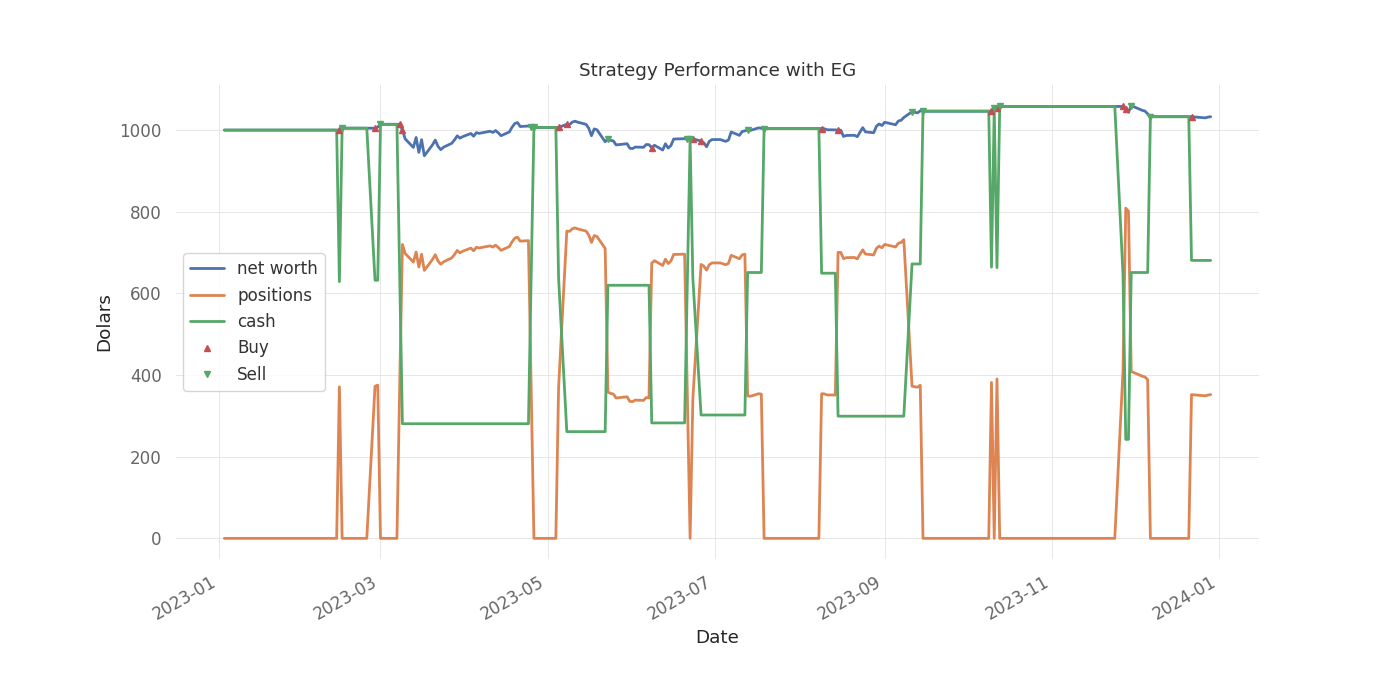 Strategy Performance with EG
Dolars
1000
800
600
400
200
0
net worth
positions
cash
Buy
Sell
2023-01
2023-03
2023-05
2023-07
2023-09
2023-11
2024-01
Date